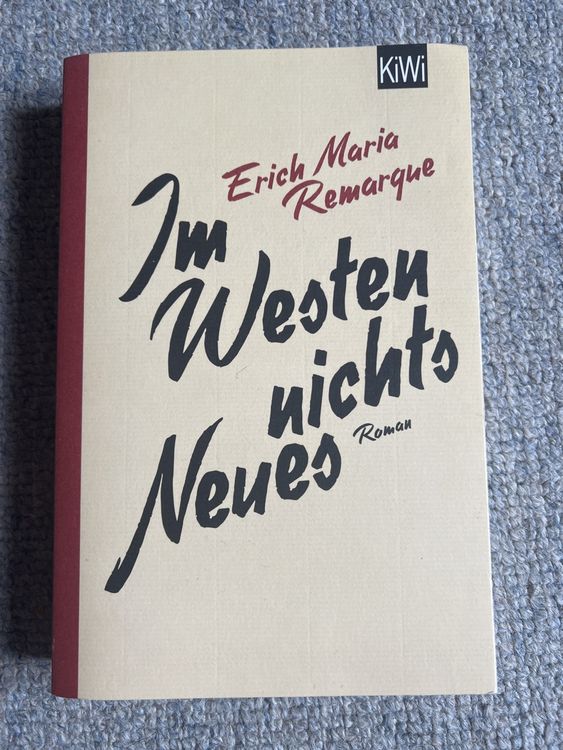 KiWi
Erich Maria
Remarque
Im
Westen
nichts
Neues
Roman